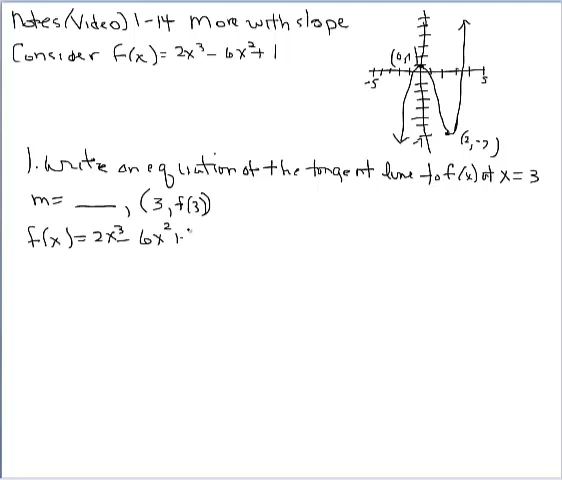 Notes(Video) 1-14 More with slope
Consider f(x) = 2x³ - 6x² + 1
(0,1)
-5 5
(2,-7)
1. Write an equation of the tangent line to f(x) at x = 3
m = ___, (3, f(3))
f(x) = 2x³ - 6x² +